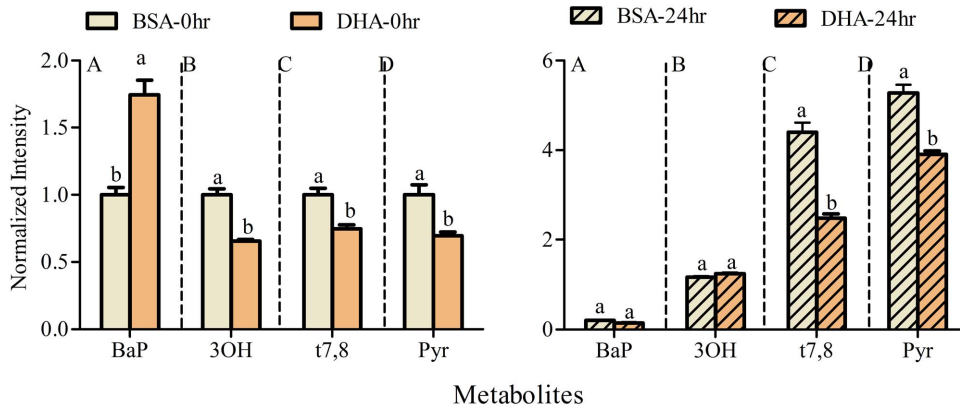 BSA-0hr DHA-0hr
BSA-24hr DHA-24hr
Normalized Intensity
2.0
1.5
1.0
0.5
0.0
A B C D
b a a b a b a b
BaP 3OH t7,8 Pyr
6
4
2
0
A B C D
a a a a a b a b
BaP 3OH t7,8 Pyr
Metabolites